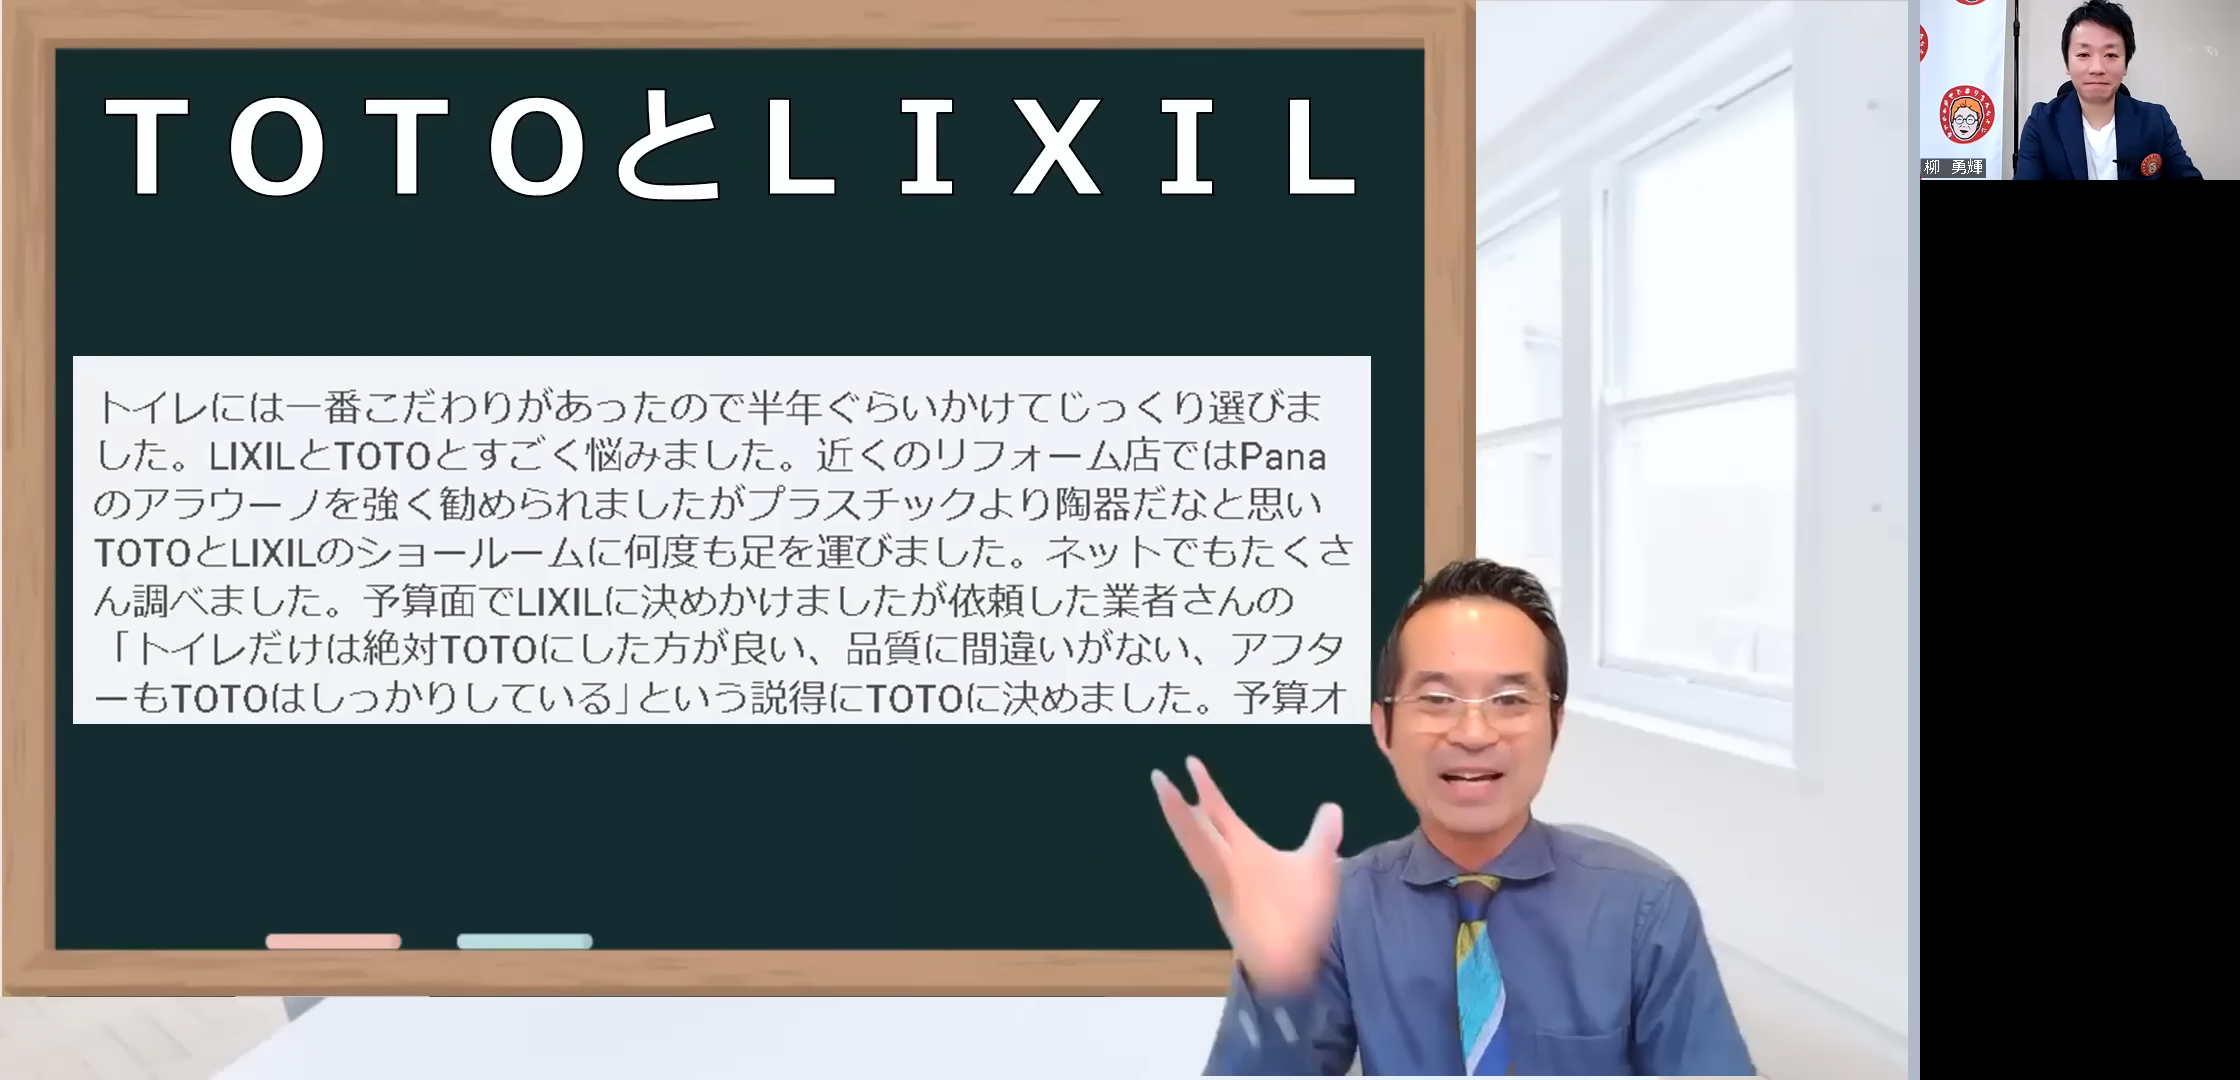 ＴＯＴＯとＬＩＸＩＬ
トイレには一番こだわりがあったので半年ぐらいかけてじっくり選びま
した。LIXILとTOTOとすごく悩みました。近くのリフォーム店ではPana
のアラウーノを強く勧められましたがプラスチックより陶器だなと思い
TOTOとLIXILのショールームに何度も足を運びました。ネットでもたくさ
ん調べました。予算面でLIXILに決めかけましたが依頼した業者さんの
「トイレだけは絶対TOTOにした方が良い、品質に間違いがない、アフタ
ーもTOTOはしっかりしている」という説得にTOTOに決めました。予算オ
柳 勇輝